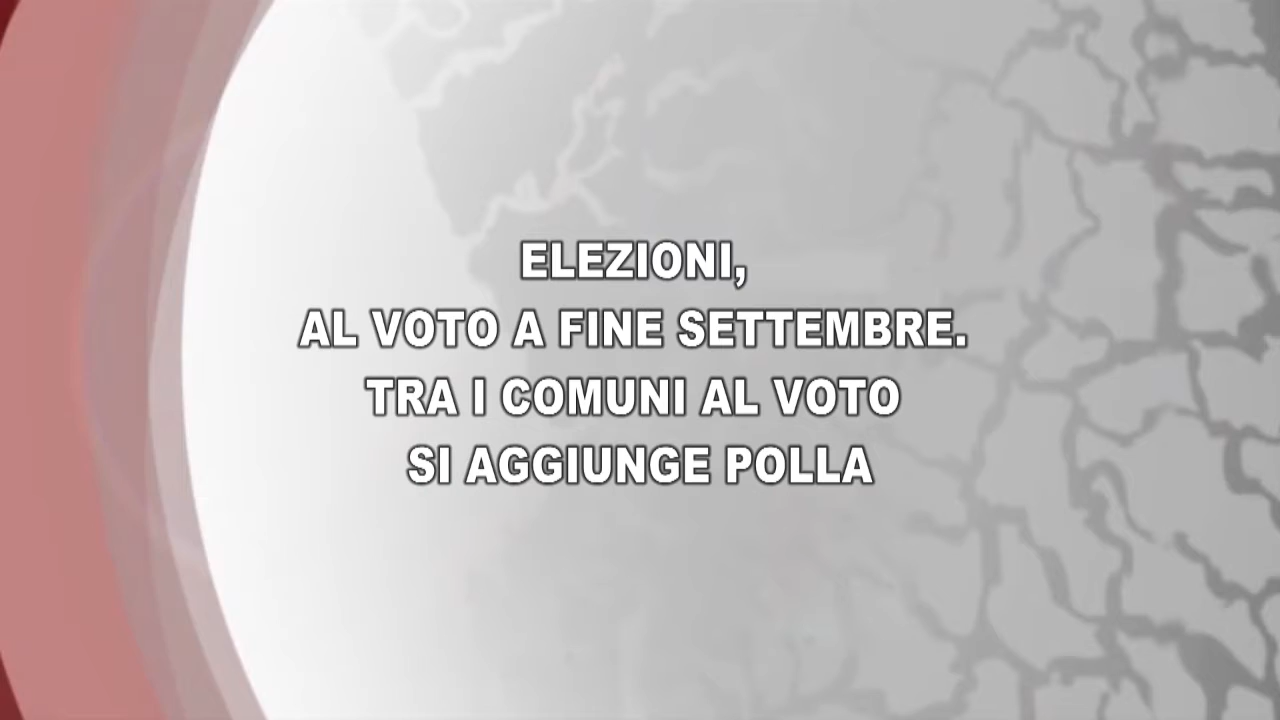 ELEZIONI,
AL VOTO A FINE SETTEMBRE.
TRA I COMUNI AL VOTO
SI AGGIUNGE POLLA